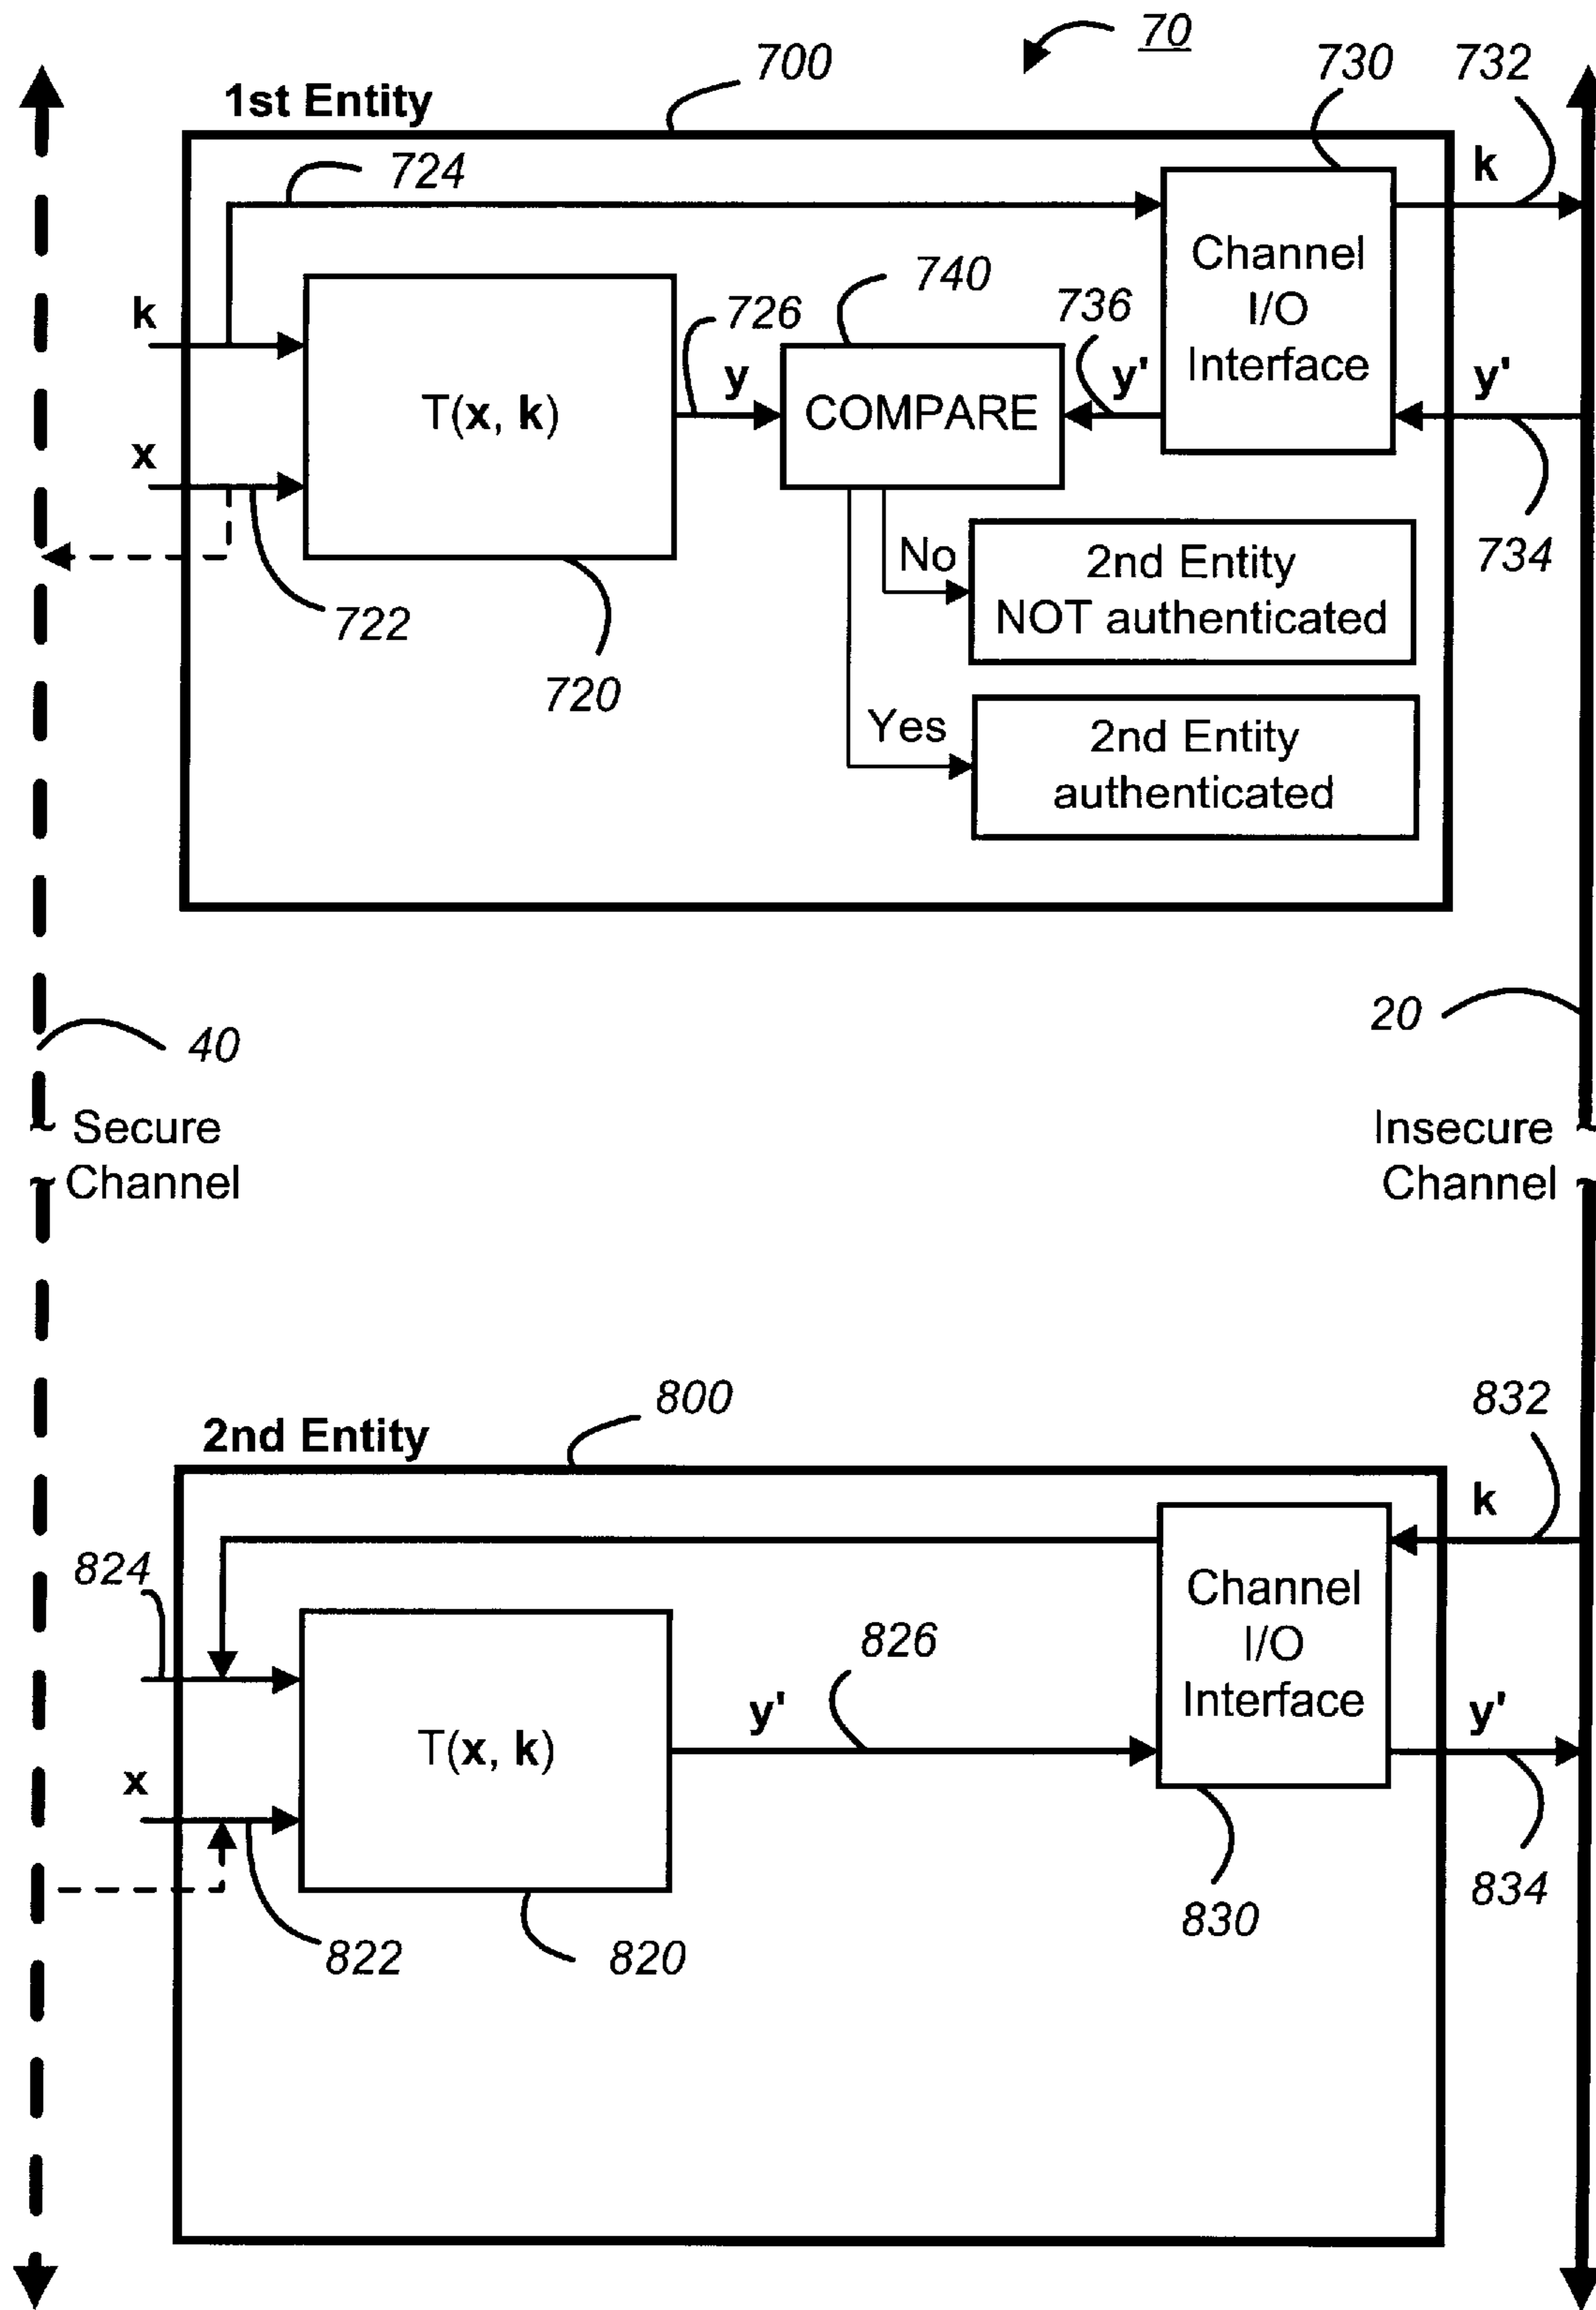 70
700
730
732
1st Entity
724
k
Channel
I/O
Interface
740
k
726
736
y
y'
y'
T(x, k)
COMPARE
x
No
2nd Entity
NOT authenticated
734
722
720
Yes
2nd Entity
authenticated
40
20
Secure
Channel
Insecure
Channel
800
832
2nd Entity
k
824
Channel
I/O
Interface
826
y'
y'
T(x, k)
x
834
830
822
820